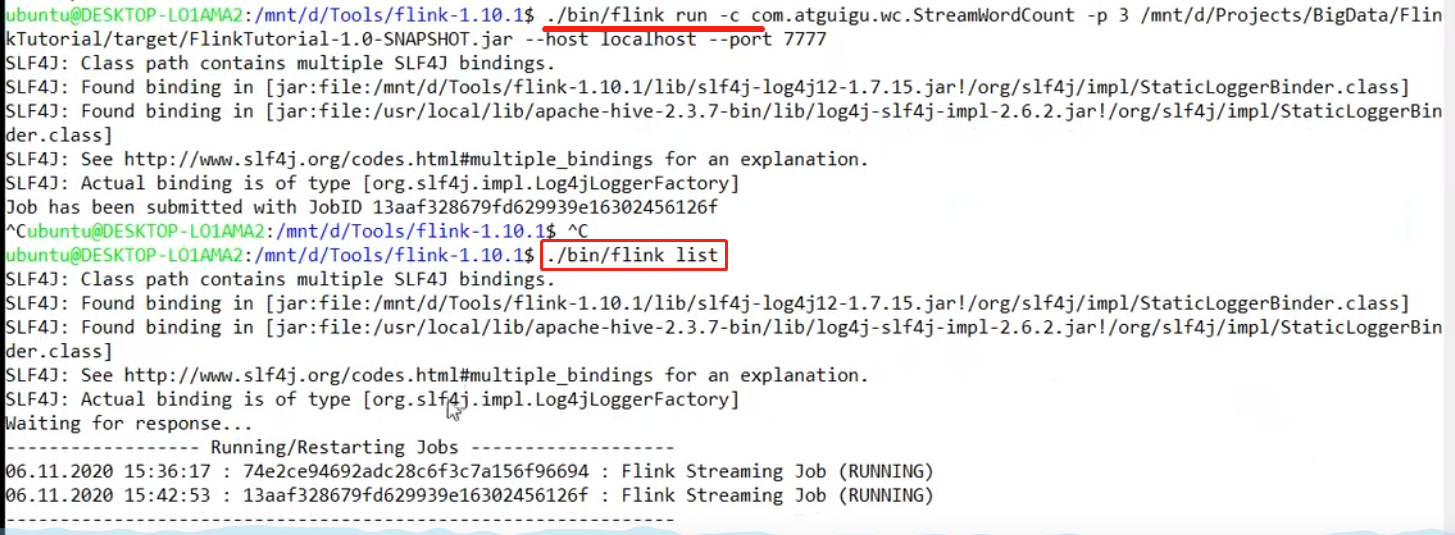 ubuntu@DESKTOP-LO1AMA2:/mnt/d/Tools/flink-1.10.1$ ./bin/flink run -c com.atguigu.wc.StreamWordCount -p 3 /mnt/d/Projects/BigData/Flin
kTutorial/target/FlinkTutorial-1.0-SNAPSHOT.jar --host localhost --port 7777
SLF4J: Class path contains multiple SLF4J bindings.
SLF4J: Found binding in [jar:file:/mnt/d/Tools/flink-1.10.1/lib/slf4j-log4j12-1.7.15.jar!/org/slf4j/impl/StaticLoggerBinder.class]
SLF4J: Found binding in [jar:file:/usr/local/lib/apache-hive-2.3.7-bin/lib/log4j-slf4j-impl-2.6.2.jar!/org/slf4j/impl/StaticLoggerBin
der.class]
SLF4J: See http://www.slf4j.org/codes.html#multiple_bindings for an explanation.
SLF4J: Actual binding is of type [org.slf4j.impl.Log4jLoggerFactory]
Job has been submitted with JobID 13aaf328679fd629939e16302456126f
^Cubuntu@DESKTOP-LO1AMA2:/mnt/d/Tools/flink-1.10.1$ ^C
ubuntu@DESKTOP-LO1AMA2:/mnt/d/Tools/flink-1.10.1$ ./bin/flink list
SLF4J: Class path contains multiple SLF4J bindings.
SLF4J: Found binding in [jar:file:/mnt/d/Tools/flink-1.10.1/lib/slf4j-log4j12-1.7.15.jar!/org/slf4j/impl/StaticLoggerBinder.class]
SLF4J: Found binding in [jar:file:/usr/local/lib/apache-hive-2.3.7-bin/lib/log4j-slf4j-impl-2.6.2.jar!/org/slf4j/impl/StaticLoggerBin
der.class]
SLF4J: See http://www.slf4j.org/codes.html#multiple_bindings for an explanation.
SLF4J: Actual binding is of type [org.slf4j.impl.Log4jLoggerFactory]
Waiting for response...
------------------ Running/Restarting Jobs -------------------
06.11.2020 15:36:17 : 74e2ce94692adc28c6f3c7a156f96694 : Flink Streaming Job (RUNNING)
06.11.2020 15:42:53 : 13aaf328679fd629939e16302456126f : Flink Streaming Job (RUNNING)
--------------------------------------------------------------